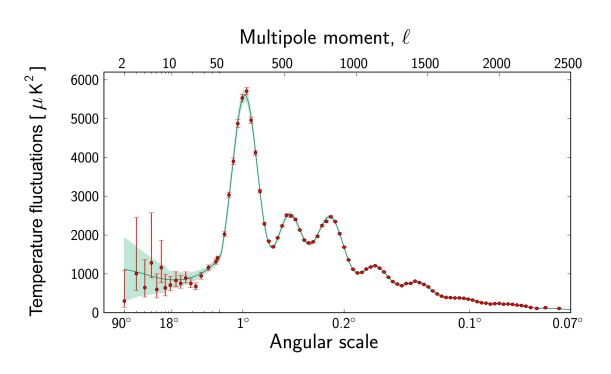 Multipole moment, ℓ
2 10 50 500 1000 1500 2000 2500
Temperature fluctuations [ μ K² ]
6000
5000
4000
3000
2000
1000
0
90° 18° 1° 0.2° 0.1° 0.07°
Angular scale